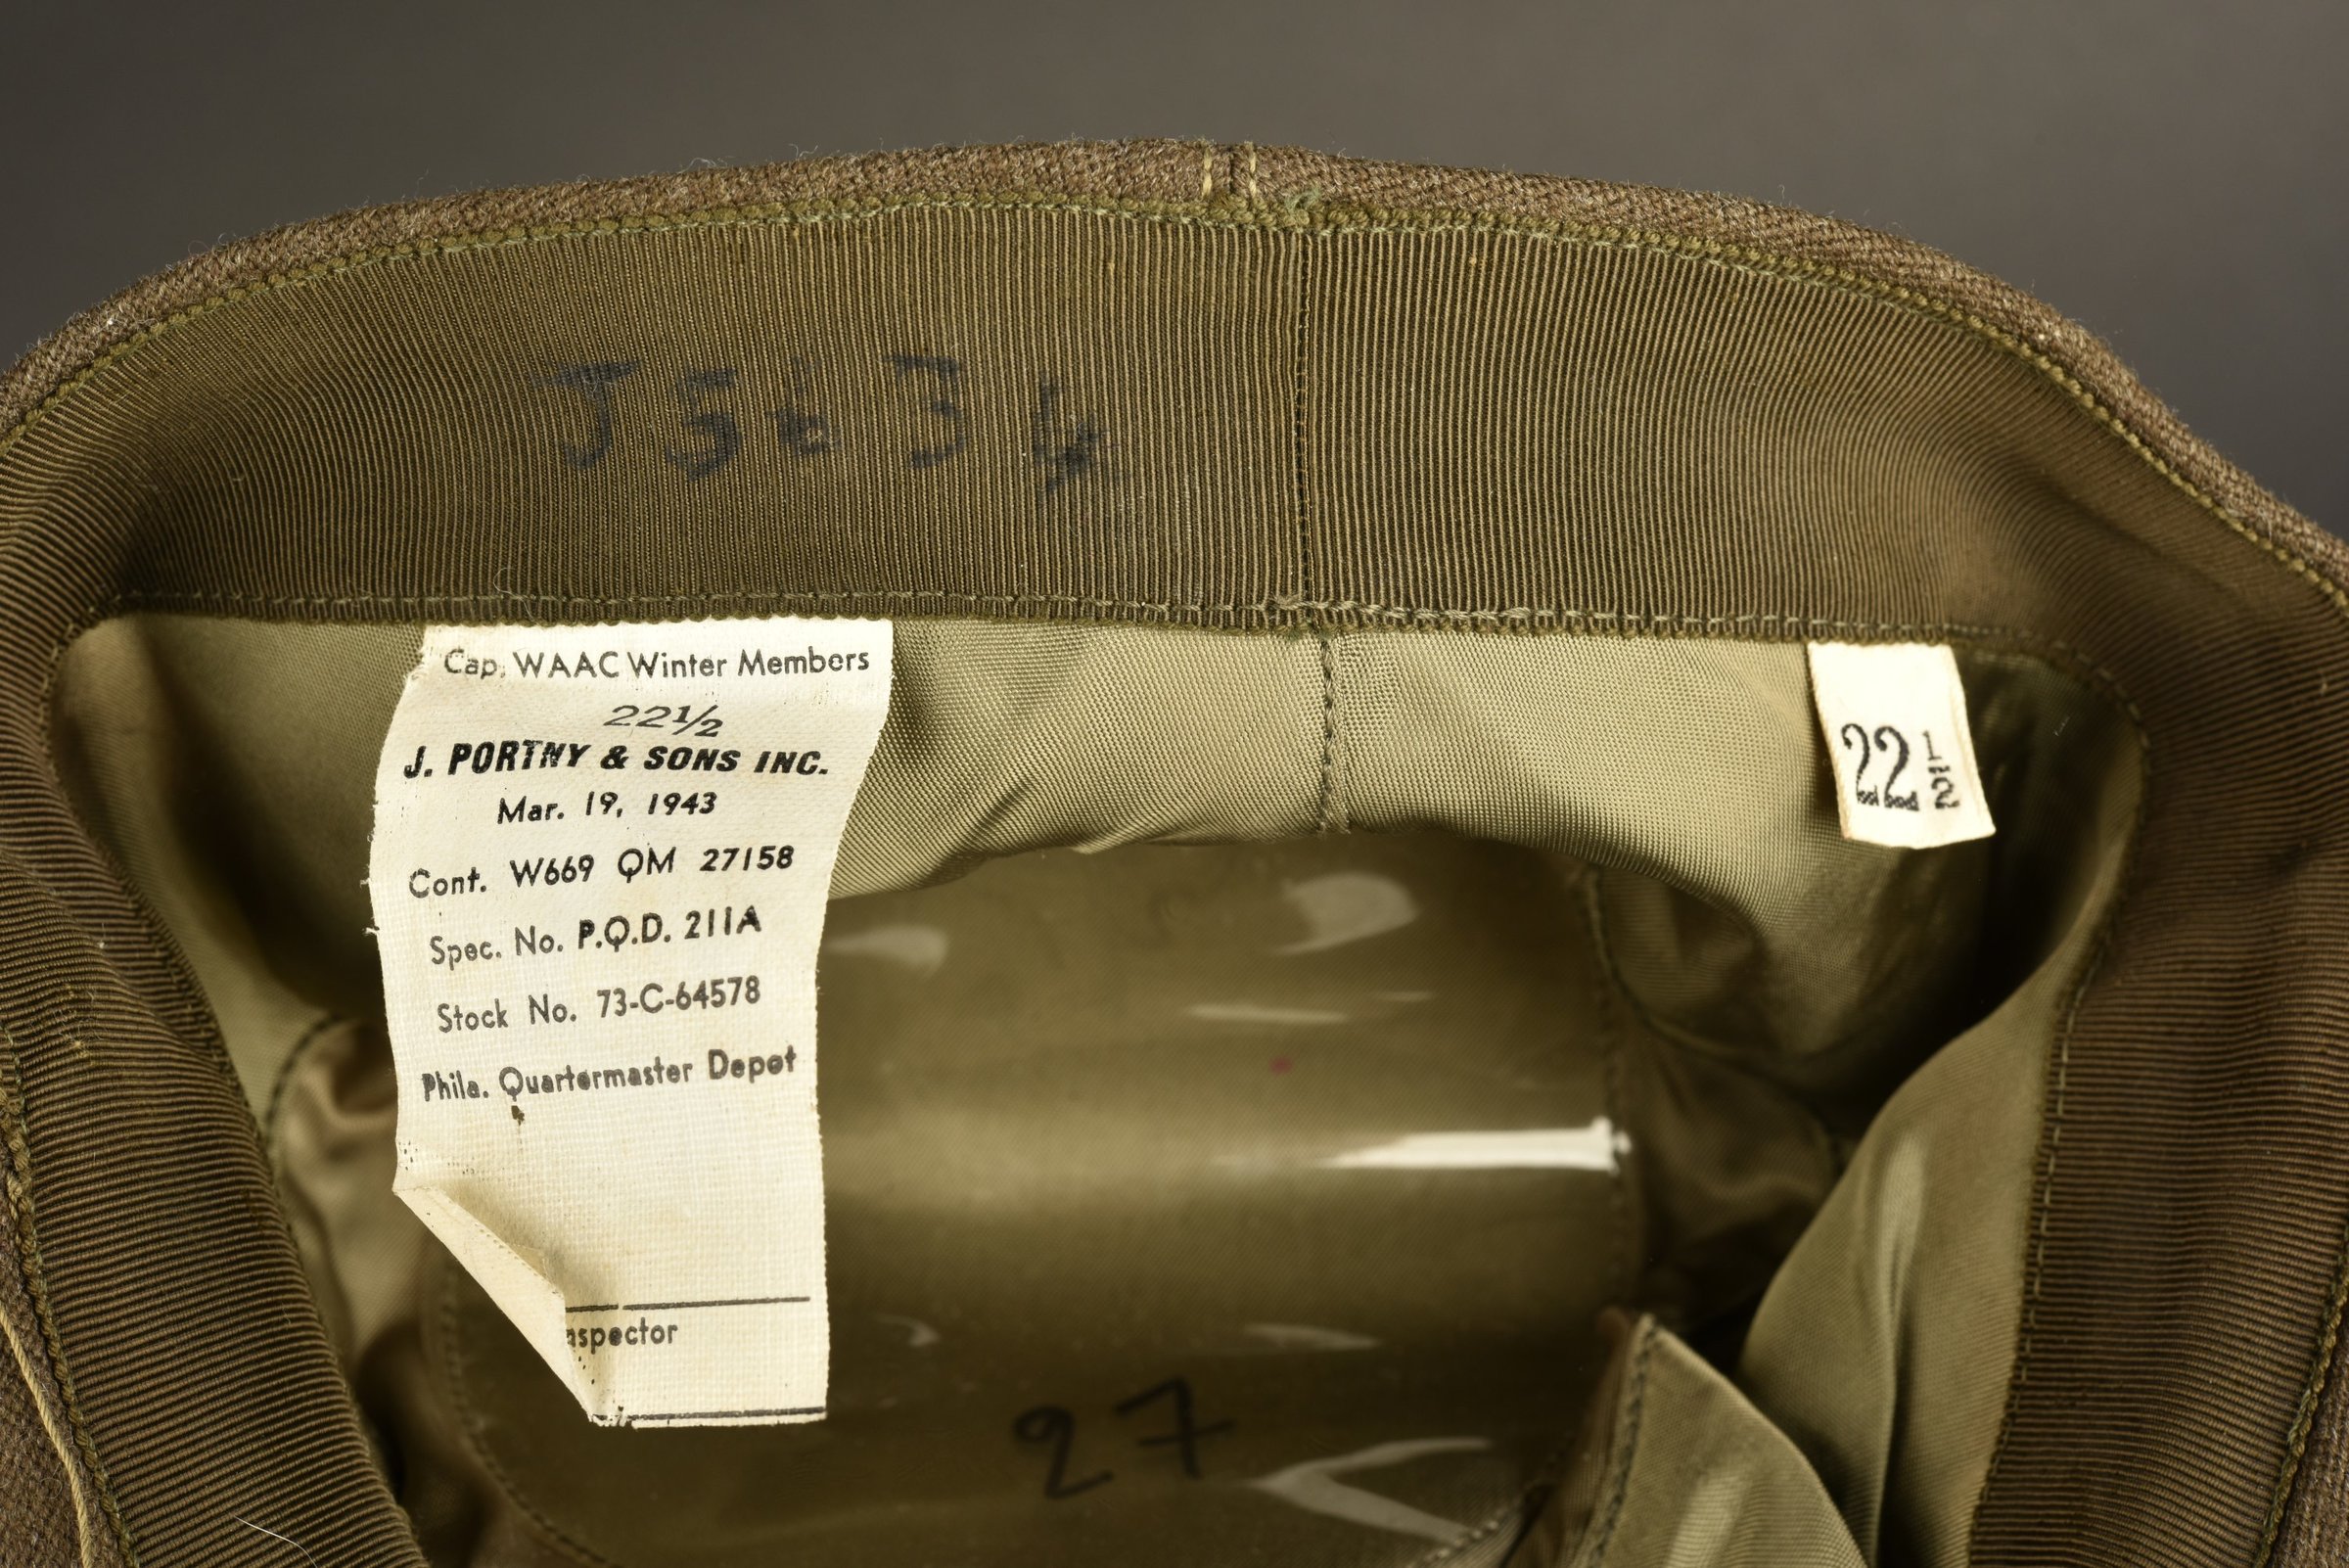 J5634
Cap, WAAC Winter Members
22½
J. PORTNY & SONS INC.
Mar. 19, 1943
Cont. W669 QM 27158
Spec. No. P.Q.D. 211A
Stock No. 73-C-64578
Phila. Quartermaster Depot
nspector
22½
27